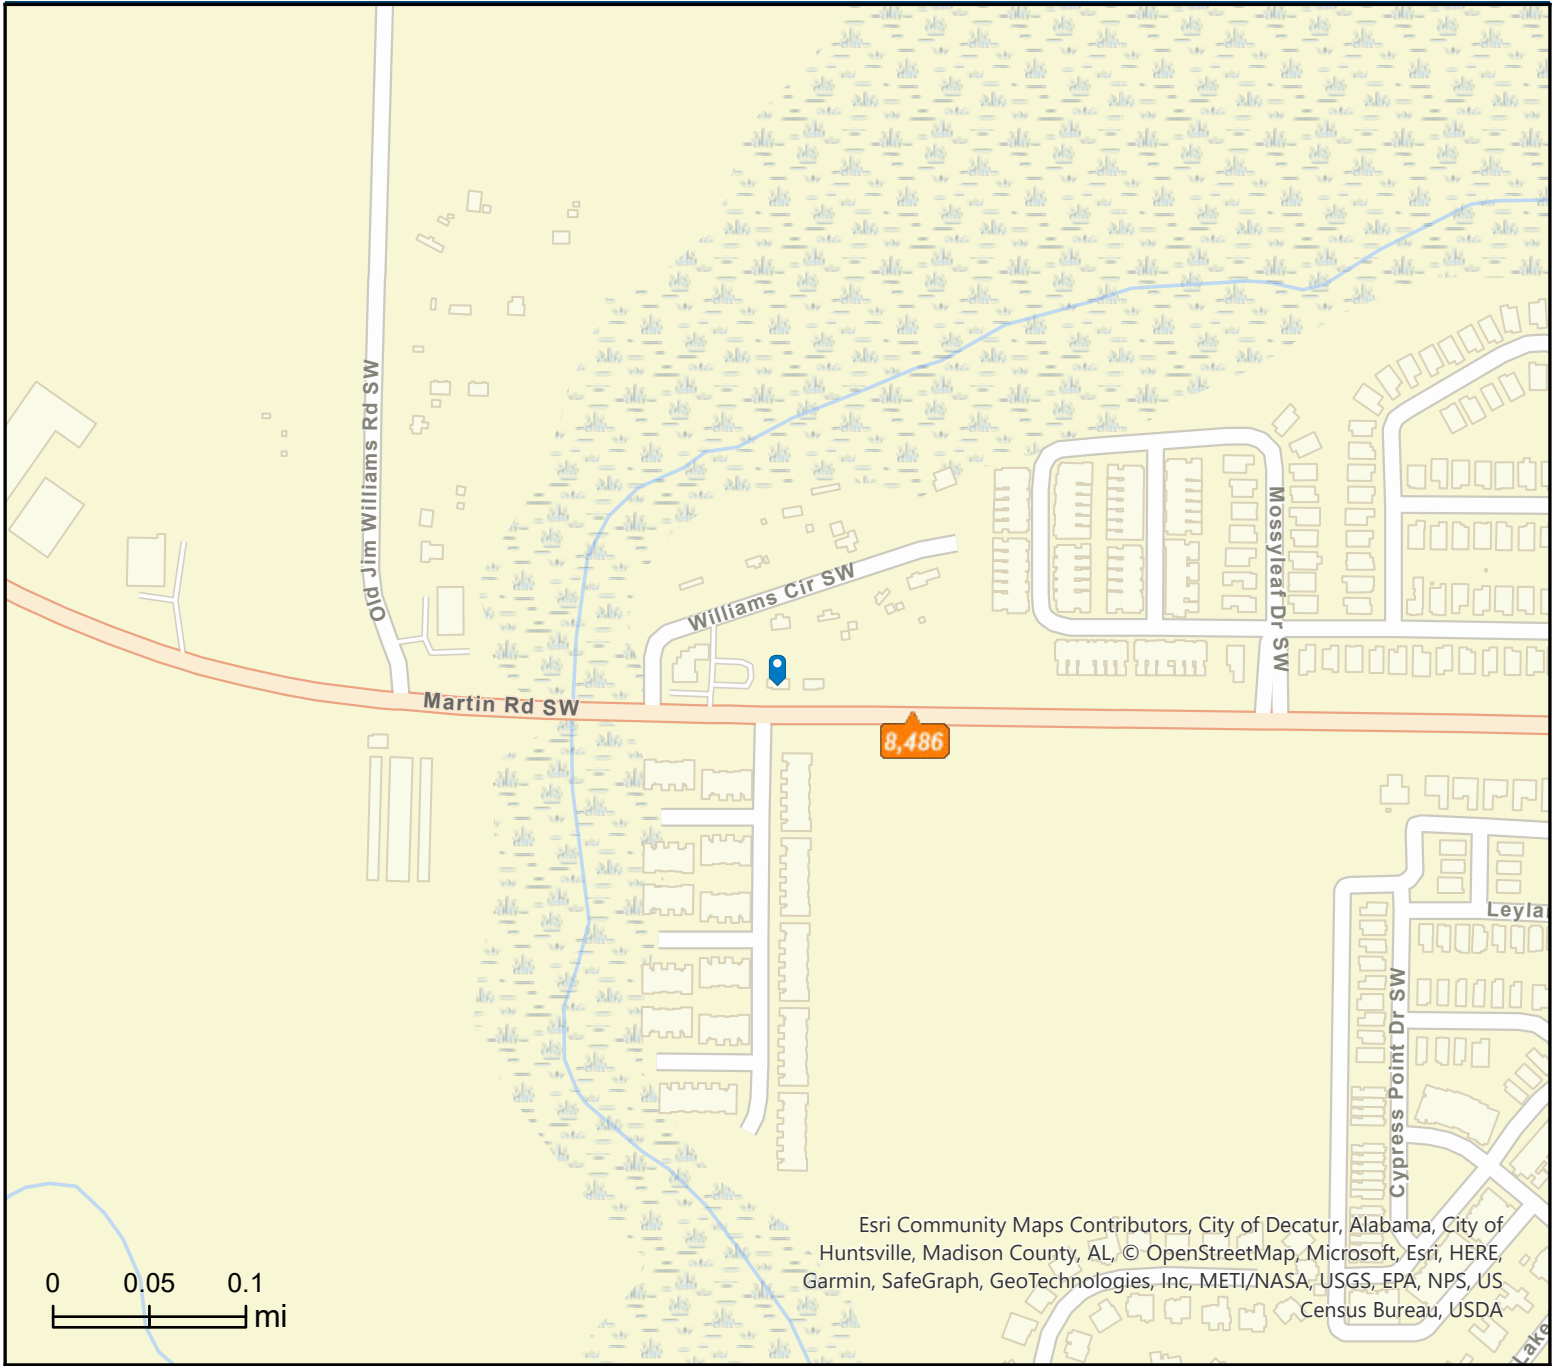 Old Jim Williams Rd SW
Mossyleaf Dr SW
Williams Cir SW
Martin Rd SW
8,486
Leylan
Cypress Point Dr SW
Esri Community Maps Contributors, City of Decatur, Alabama, City of
Huntsville, Madison County, AL, © OpenStreetMap, Microsoft, Esri, HERE,
Garmin, SafeGraph, GeoTechnologies, Inc, METI/NASA, USGS, EPA, NPS, US
Census Bureau, USDA
0 0.05 0.1
mi
Lake